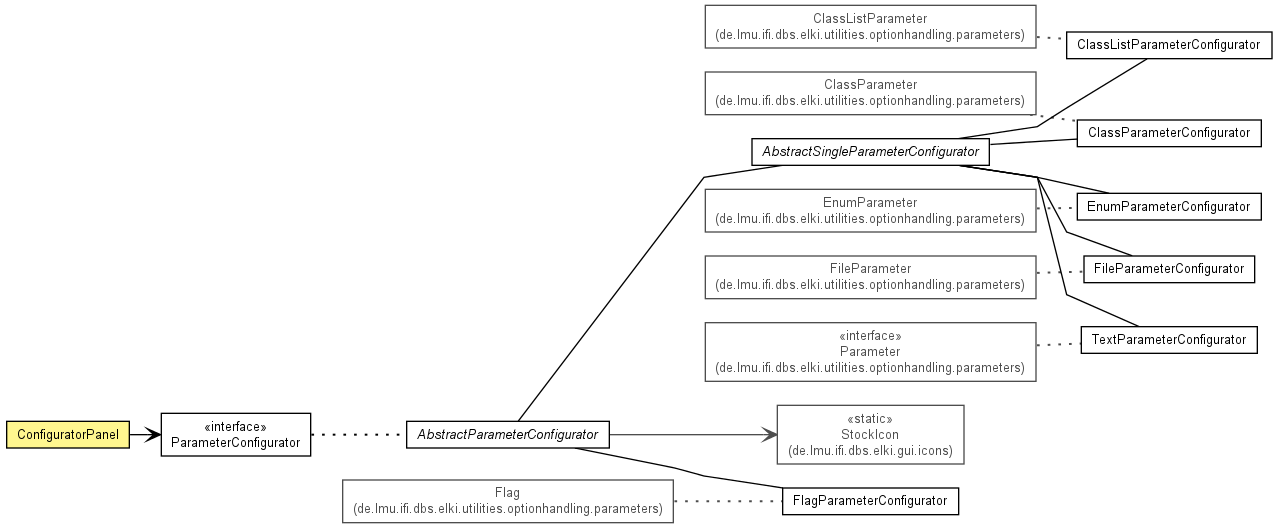 ClassListParameter
(de.lmu.ifi.dbs.elki.utilities.optionhandling.parameters)
ClassListParameterConfigurator
ClassParameter
(de.lmu.ifi.dbs.elki.utilities.optionhandling.parameters)
ClassParameterConfigurator
AbstractSingleParameterConfigurator
EnumParameter
(de.lmu.ifi.dbs.elki.utilities.optionhandling.parameters)
EnumParameterConfigurator
FileParameter
(de.lmu.ifi.dbs.elki.utilities.optionhandling.parameters)
FileParameterConfigurator
«interface»
Parameter
(de.lmu.ifi.dbs.elki.utilities.optionhandling.parameters)
TextParameterConfigurator
ConfiguratorPanel
«interface»
ParameterConfigurator
AbstractParameterConfigurator
«static»
StockIcon
(de.lmu.ifi.dbs.elki.gui.icons)
Flag
(de.lmu.ifi.dbs.elki.utilities.optionhandling.parameters)
FlagParameterConfigurator